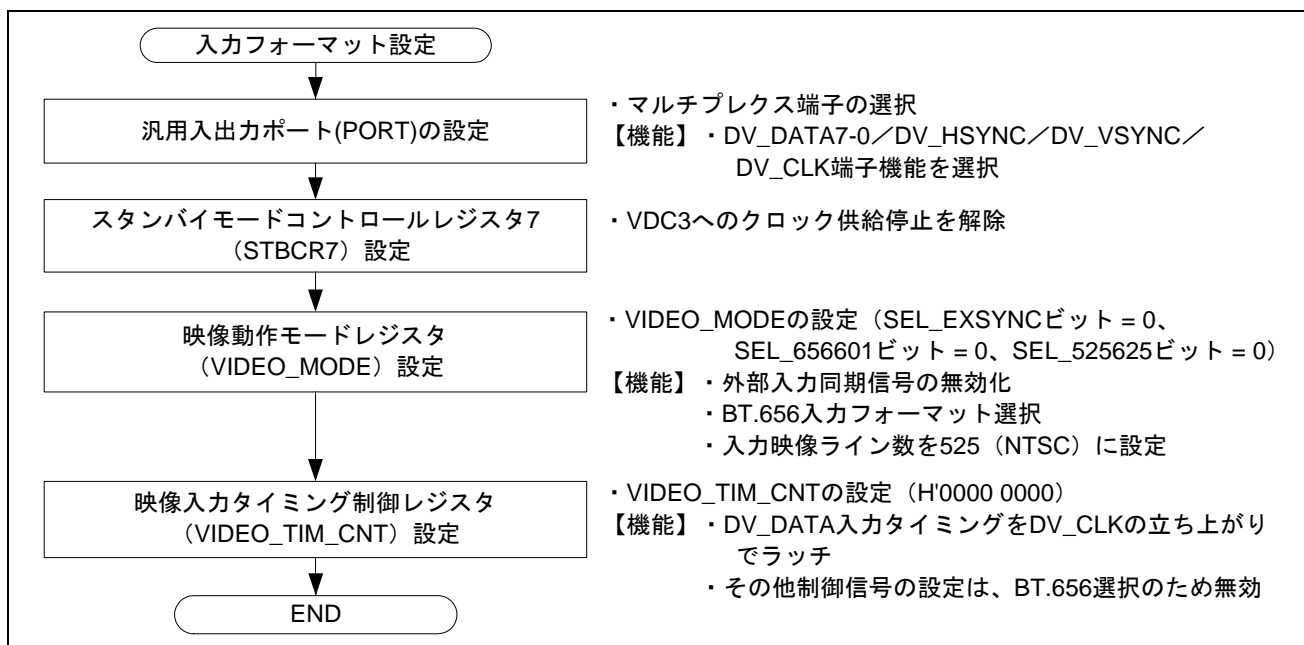 入力フォーマット設定
汎用入出力ポート(PORT)の設定
・マルチプレクス端子の選択
【機能】・DV_DATA7-0／DV_HSYNC／DV_VSYNC／
DV_CLK端子機能を選択
スタンバイモードコントロールレジスタ7
（STBCR7）設定
・VDC3へのクロック供給停止を解除
映像動作モードレジスタ
（VIDEO_MODE）設定
・VIDEO_MODEの設定（SEL_EXSYNCビット = 0、
SEL_656601ビット = 0、SEL_525625ビット = 0）
【機能】・外部入力同期信号の無効化
・BT.656入力フォーマット選択
・入力映像ライン数を525（NTSC）に設定
映像入力タイミング制御レジスタ
（VIDEO_TIM_CNT）設定
・VIDEO_TIM_CNTの設定（H'0000 0000）
【機能】・DV_DATA入力タイミングをDV_CLKの立ち上がり
でラッチ
・その他制御信号の設定は、BT.656選択のため無効
END